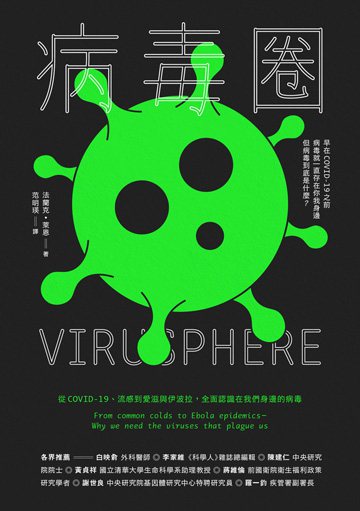 病毒圈
早在COVID-19之前
病毒就一直存在你我身邊
但病毒到底是什麼？
法蘭克・萊恩 著
范明瑛 譯
VIRUSPHERE
從COVID-19、流感到愛滋與伊波拉，全面認識在我們身邊的病毒
From common colds to Ebola epidemics—
Why we need the viruses that plague us
各界推薦 —— 白映俞 外科醫師 ◎ 李家維《科學人》雜誌總編輯 ◎ 陳建仁 中央研究
院院士 ◎ 黃貞祥 國立清華大學生命科學系助理教授 ◎ 蔣維倫 前國衛院衛生福利政策
研究學者 ◎ 謝世良 中央研究院基因體研究中心特聘研究員 ◎ 羅一鈞 疾管署副署長